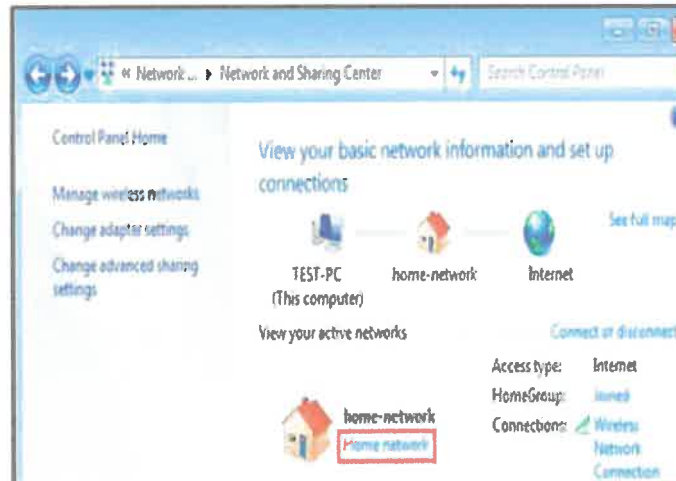 « Network ... ▸ Network and Sharing Center
Search Control Panel
Control Panel Home
Manage wireless networks
Change adapter settings
Change advanced sharing
settings
View your basic network information and set up
connections
See full map
TEST-PC
(This computer)
home-network
Internet
View your active networks
Connect or disconnect
home-network
Home network
Access type: Internet
HomeGroup: Joined
Connections: Wireless
Network
Connection